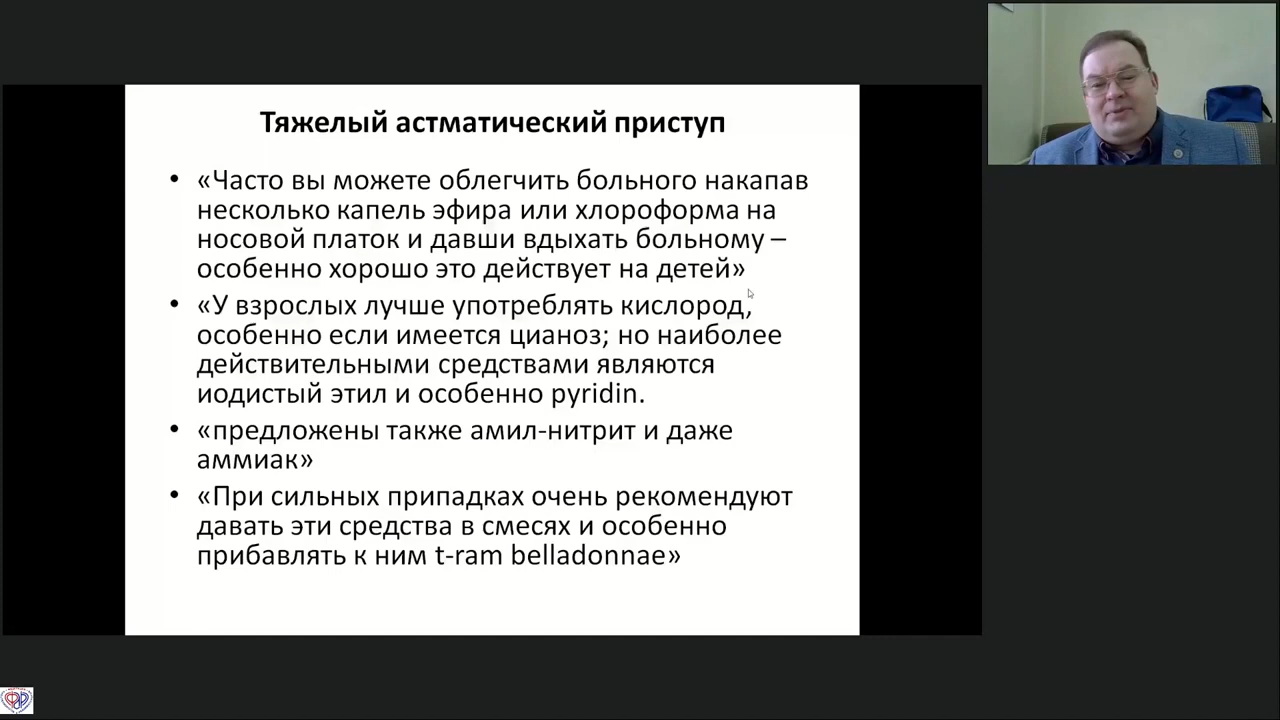 Тяжелый астматический приступ
• «Часто вы можете облегчить больного накапав
несколько капель эфира или хлороформа на
носовой платок и давши вдыхать больному –
особенно хорошо это действует на детей»
• «У взрослых лучше употреблять кислород,
особенно если имеется цианоз; но наиболее
действительными средствами являются
иодистый этил и особенно pyridin.
• «предложены также амил-нитрит и даже
аммиак»
• «При сильных припадках очень рекомендуют
давать эти средства в смесях и особенно
прибавлять к ним t-ram belladonnae»